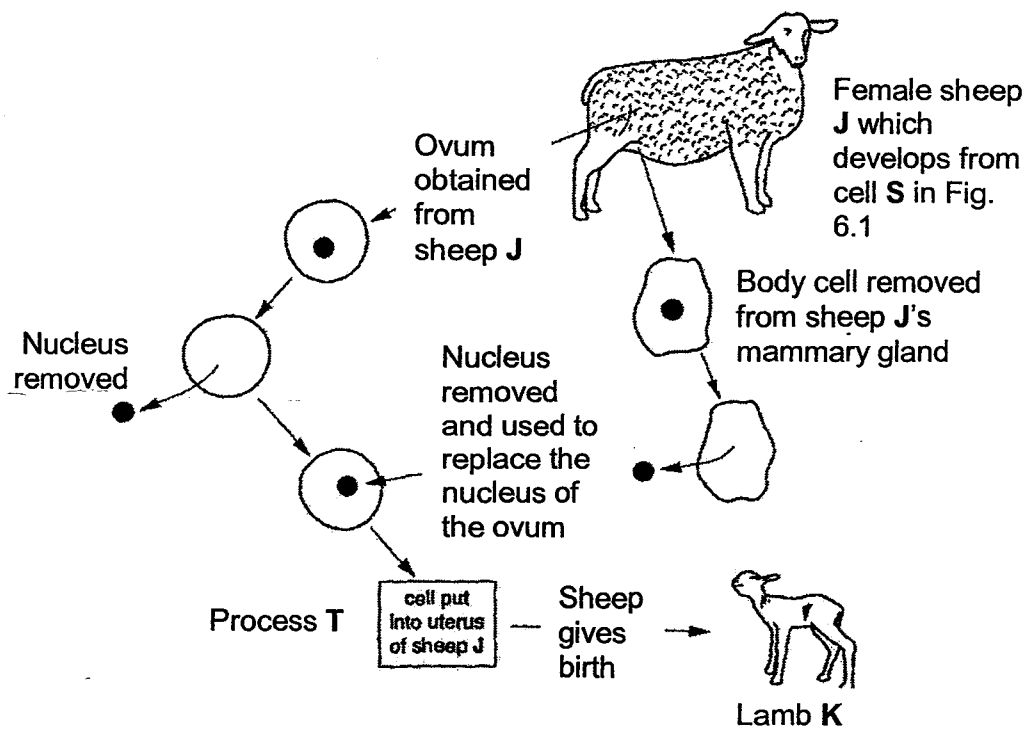 Female sheep
J which
develops from
cell S in Fig.
6.1
Ovum
obtained
from
sheep J
Body cell removed
from sheep J's
mammary gland
Nucleus
removed
Nucleus
removed
and used to
replace the
nucleus of
the ovum
Process T
cell put
into uterus
of sheep J
Sheep
gives
birth
Lamb K